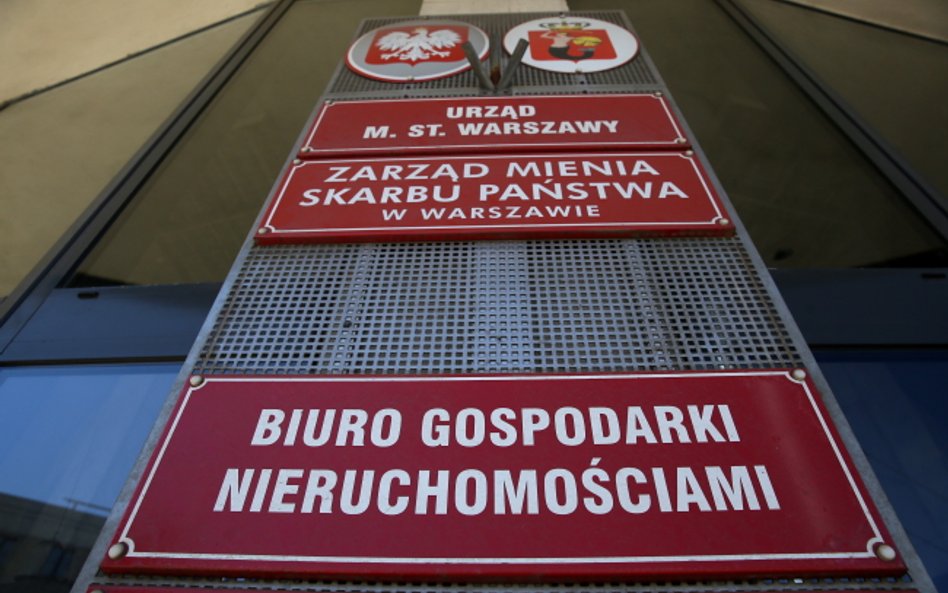 URZĄD
M. ST. WARSZAWY
ZARZĄD MIENIA
SKARBU PAŃSTWA
W WARSZAWIE
BIURO GOSPODARKI
NIERUCHOMOŚCIAMI